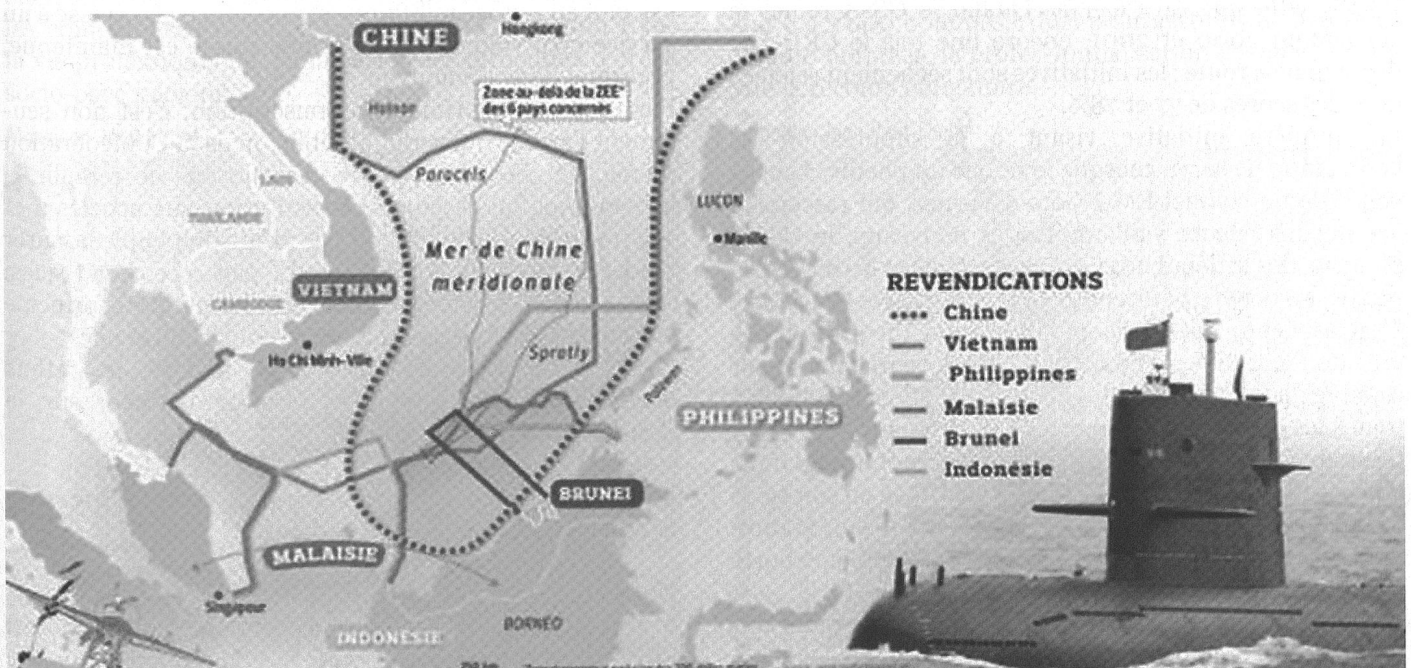 CHINE
Hongkong
Hainan
Zone au-delà de la ZEE*
des 6 pays concernés
Paracels
LAOS
THAÏLANDE
LUÇON
Manille
Mer de Chine
méridionale
VIETNAM
CAMBODGE
Ho Chi Minh-Ville
Spratly
Palawan
PHILIPPINES
REVENDICATIONS
Chine
Vietnam
Philippines
Malaisie
Brunei
Indonésie
BRUNEI
MALAISIE
Singapour
INDONÉSIE
BORNÉO